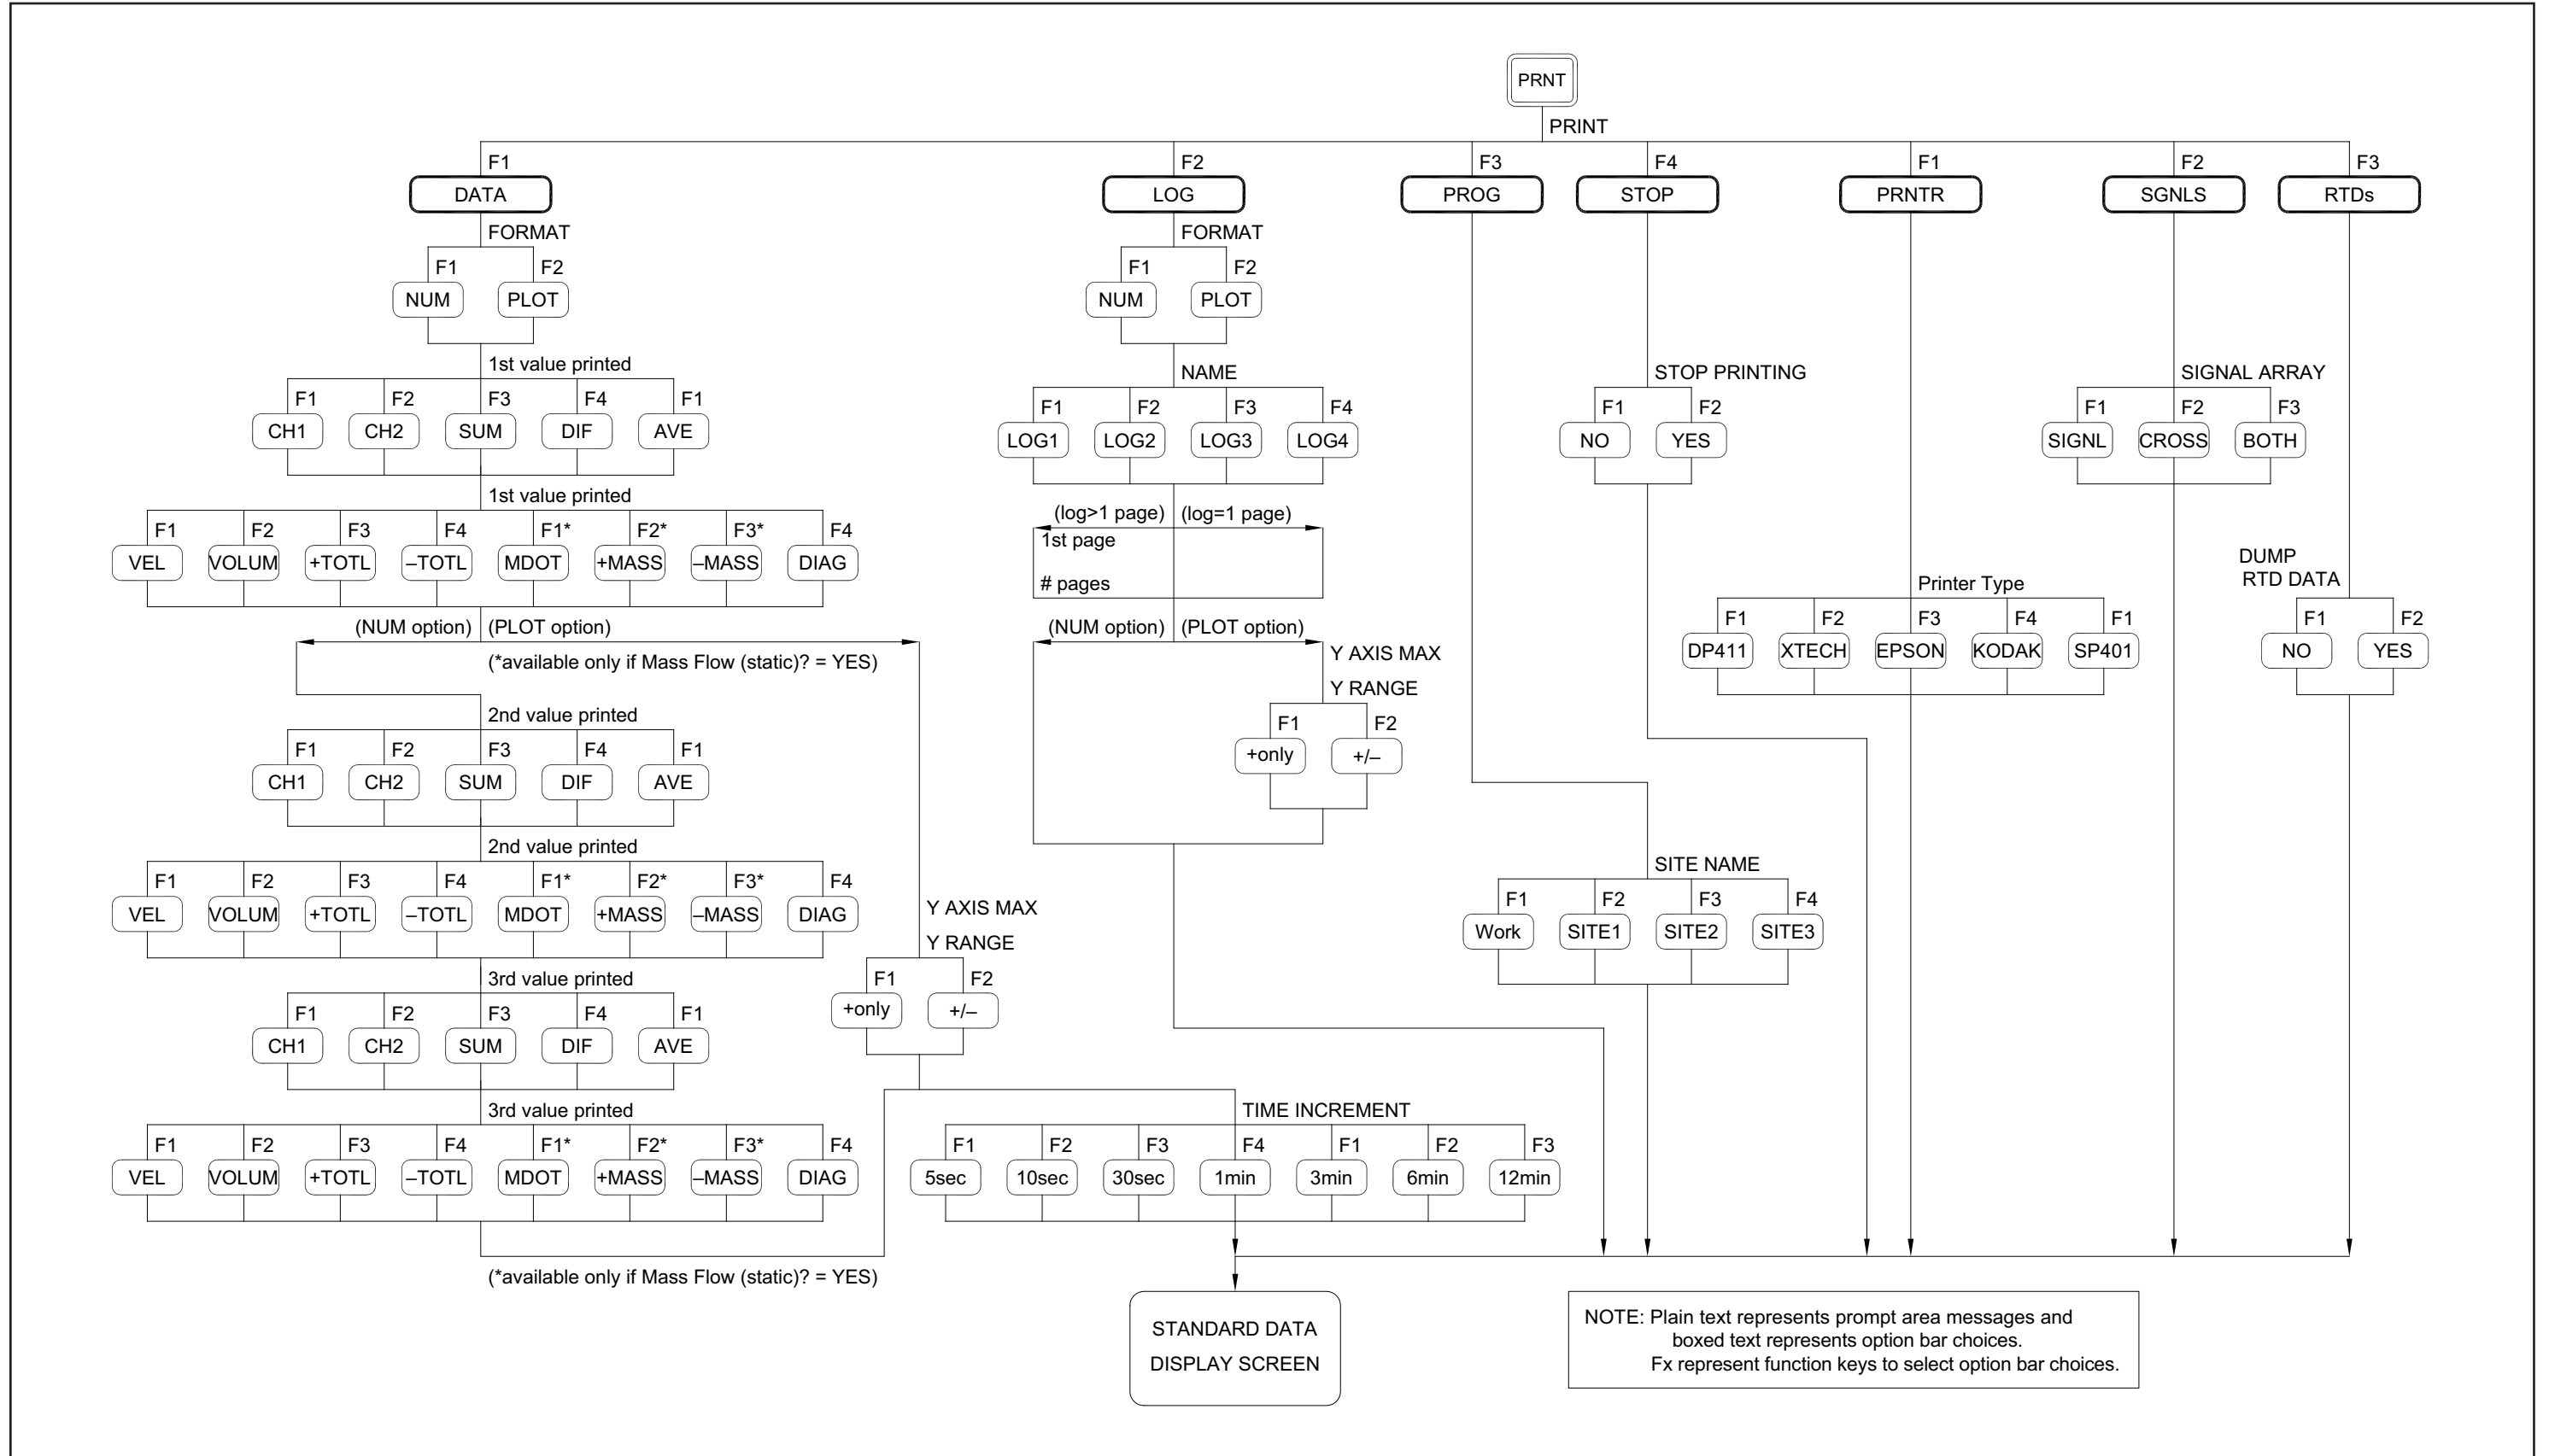 PRNT
PRINT
F1 F2 F3 F4 F1 F2 F3
DATA LOG PROG STOP PRNTR SGNLS RTDs
FORMAT
F1 F2
NUM PLOT
1st value printed
F1 F2 F3 F4 F1
CH1 CH2 SUM DIF AVE
1st value printed
F1 F2 F3 F4 F1* F2* F3* F4
VEL VOLUM +TOTL –TOTL MDOT +MASS –MASS DIAG
(NUM option) (PLOT option)
(*available only if Mass Flow (static)? = YES)
2nd value printed
F1 F2 F3 F4 F1
CH1 CH2 SUM DIF AVE
2nd value printed
F1 F2 F3 F4 F1* F2* F3* F4
VEL VOLUM +TOTL –TOTL MDOT +MASS –MASS DIAG
3rd value printed
F1 F2 F3 F4 F1
CH1 CH2 SUM DIF AVE
3rd value printed
F1 F2 F3 F4 F1* F2* F3* F4
VEL VOLUM +TOTL –TOTL MDOT +MASS –MASS DIAG
(*available only if Mass Flow (static)? = YES)
Y AXIS MAX
Y RANGE
F1 F2
+only +/–
TIME INCREMENT
F1 F2 F3 F4 F1 F2 F3
5sec 10sec 30sec 1min 3min 6min 12min
FORMAT
F1 F2
NUM PLOT
NAME
F1 F2 F3 F4
LOG1 LOG2 LOG3 LOG4
(log>1 page) (log=1 page)
1st page
# pages
(NUM option) (PLOT option)
Y AXIS MAX
Y RANGE
F1 F2
+only +/–
SITE NAME
F1 F2 F3 F4
Work SITE1 SITE2 SITE3
STOP PRINTING
F1 F2
NO YES
Printer Type
F1 F2 F3 F4 F1
DP411 XTECH EPSON KODAK SP401
SIGNAL ARRAY
F1 F2 F3
SIGNL CROSS BOTH
DUMP
RTD DATA
F1 F2
NO YES
STANDARD DATA
DISPLAY SCREEN
NOTE: Plain text represents prompt area messages and
boxed text represents option bar choices.
Fx represent function keys to select option bar choices.